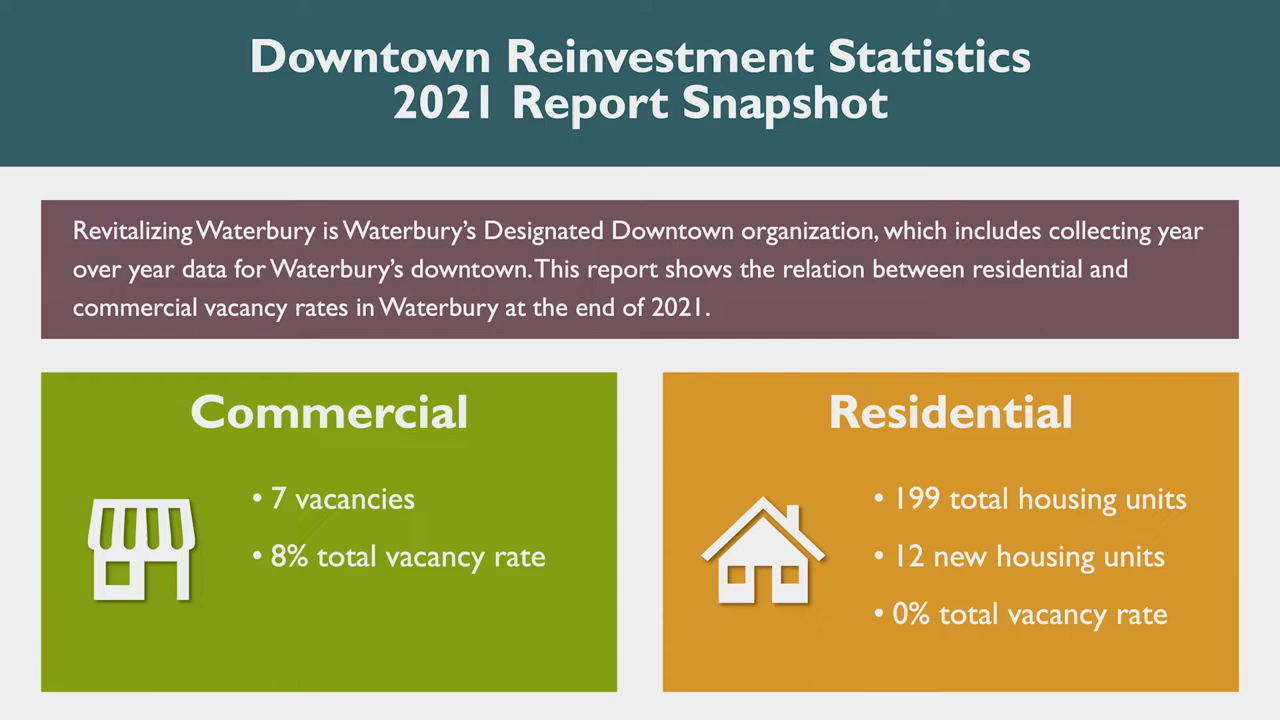 Downtown Reinvestment Statistics
2021 Report Snapshot
Revitalizing Waterbury is Waterbury’s Designated Downtown organization, which includes collecting year
over year data for Waterbury’s downtown. This report shows the relation between residential and
commercial vacancy rates in Waterbury at the end of 2021.
Commercial
• 7 vacancies
• 8% total vacancy rate
Residential
• 199 total housing units
• 12 new housing units
• 0% total vacancy rate